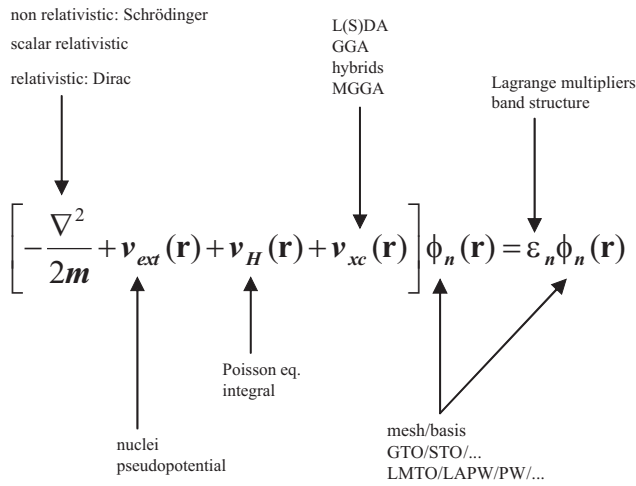 non relativistic: Schrödinger
scalar relativistic
relativistic: Dirac
L(S)DA
GGA
hybrids
MGGA
Lagrange multipliers
band structure
[-∇²/2m + v_ext(r) + v_H(r) + v_xc(r)] ϕ_n(r) = ε_n ϕ_n(r)
Poisson eq.
integral
nuclei
pseudopotential
mesh/basis
GTO/STO/...
LMTO/LAPW/PW/...